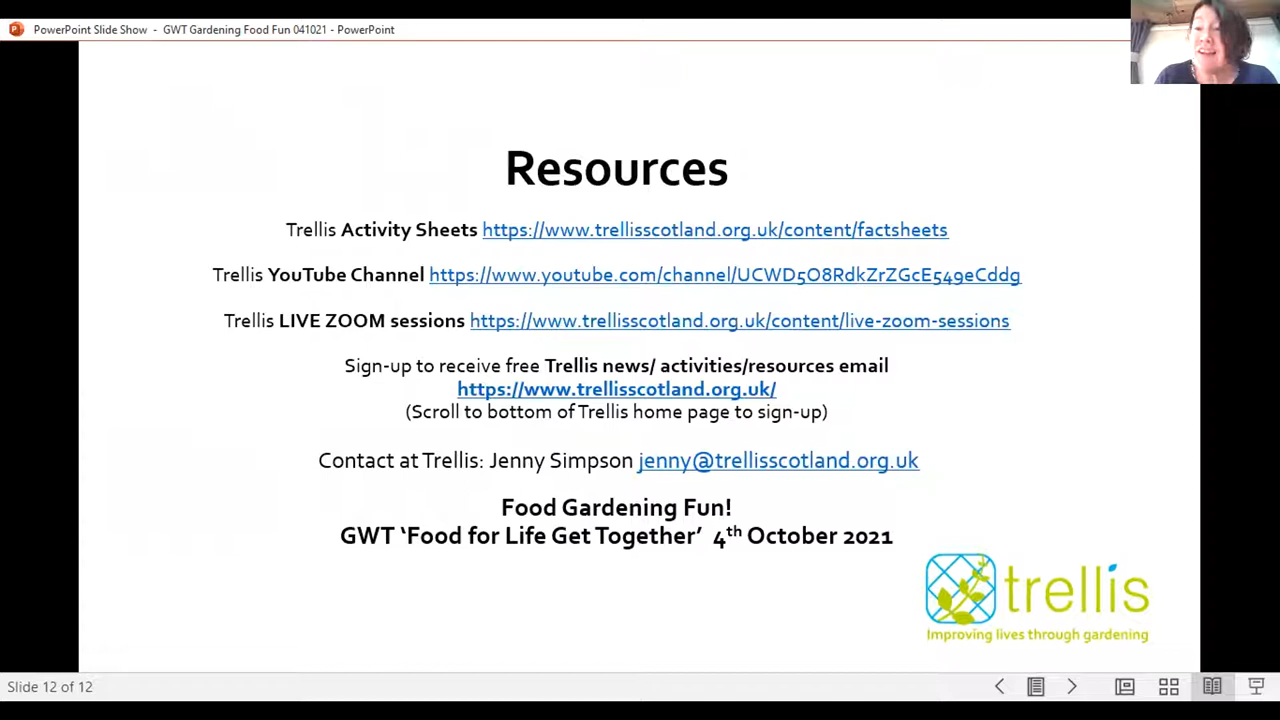 PowerPoint Slide Show - GWT Gardening Food Fun 041021 - PowerPoint
Resources
Trellis Activity Sheets https://www.trellisscotland.org.uk/content/factsheets
Trellis YouTube Channel https://www.youtube.com/channel/UCWD5O8RdkZrZGcE549eCddg
Trellis LIVE ZOOM sessions https://www.trellisscotland.org.uk/content/live-zoom-sessions
Sign-up to receive free Trellis news/ activities/resources email
https://www.trellisscotland.org.uk/
(Scroll to bottom of Trellis home page to sign-up)
Contact at Trellis: Jenny Simpson jenny@trellisscotland.org.uk
Food Gardening Fun!
GWT ‘Food for Life Get Together’ 4th October 2021
trellis
Improving lives through gardening
Slide 12 of 12